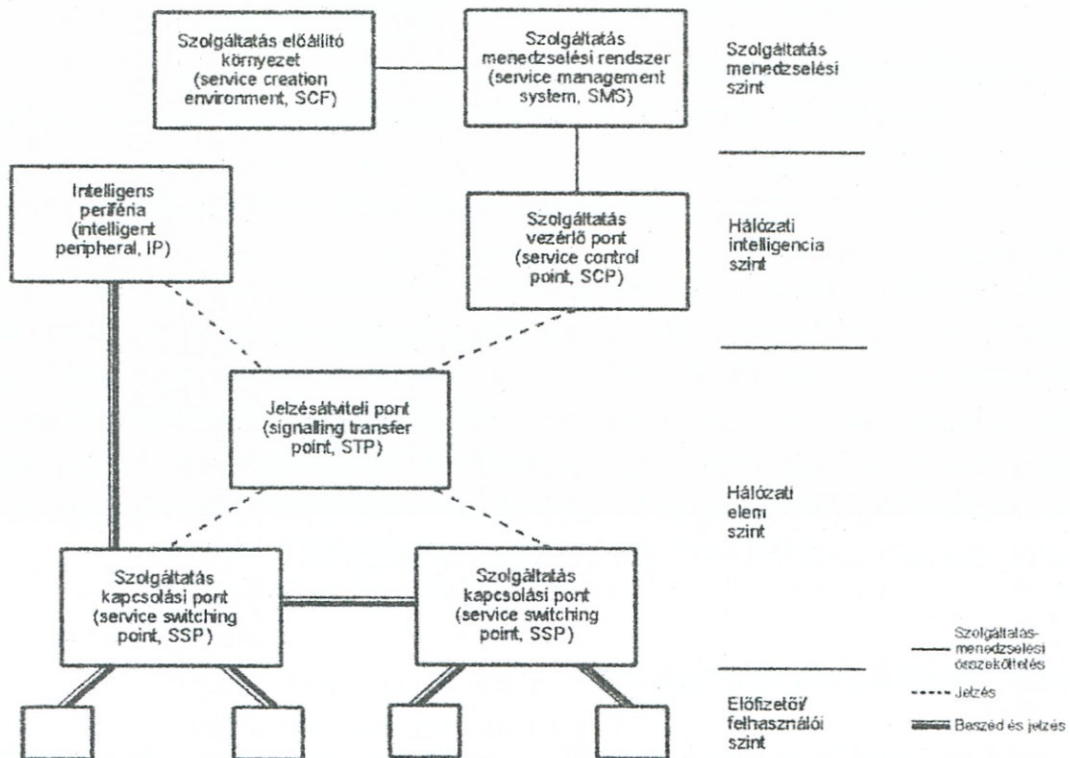 Szolgáltatás előállító
környezet
(service creation
environment, SCF)
Szolgáltatás
menedzselési rendszer
(service management
system, SMS)
Szolgáltatás
menedzselési
szint
Intelligens
periféria
(intelligent
peripheral, IP)
Szolgáltatás
vezérlő pont
(service control
point, SCP)
Hálózati
intelligencia
szint
Jelzésátviteli pont
(signalling transfer
point, STP)
Hálózati
elem
szint
Szolgáltatás
kapcsolási pont
(service switching
point, SSP)
Szolgáltatás
kapcsolási pont
(service switching
point, SSP)
Szolgáltatás-
menedzselési
összeköttetés
Jelzés
Beszéd és jelzés
Előfizetői/
felhasználói
szint